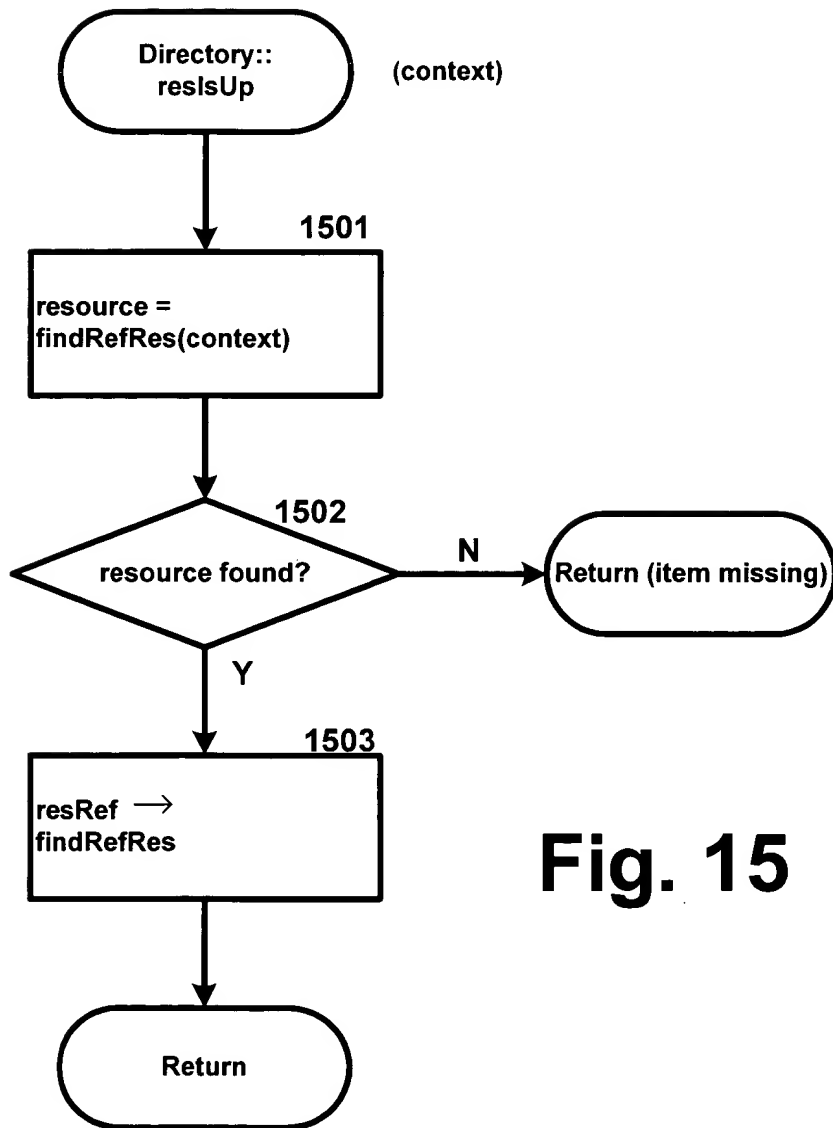 Directory::
resIsUp
(context)
1501
resource =
findRefRes(context)
1502
resource found?
N
Return (item missing)
Y
1503
resRef →
findRefRes
Fig. 15
Return